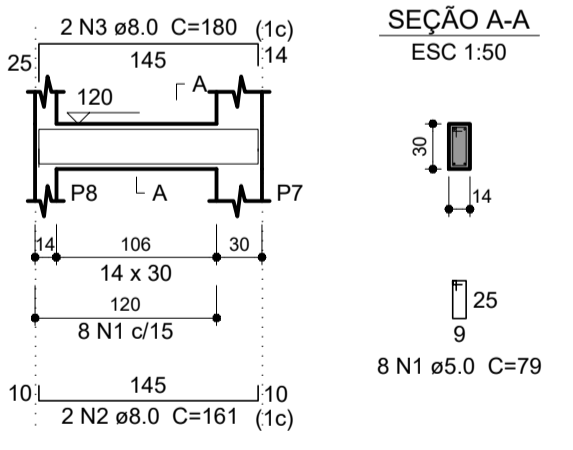 2 N3 ø8.0 C=180 (1c)
25
145
14
A
120
P8
A
P7
14
106
30
14 x 30
120
8 N1 c/15
10
145
10
2 N2 ø8.0 C=161 (1c)
SEÇÃO A-A
ESC 1:50
30
14
25
9
8 N1 ø5.0 C=79